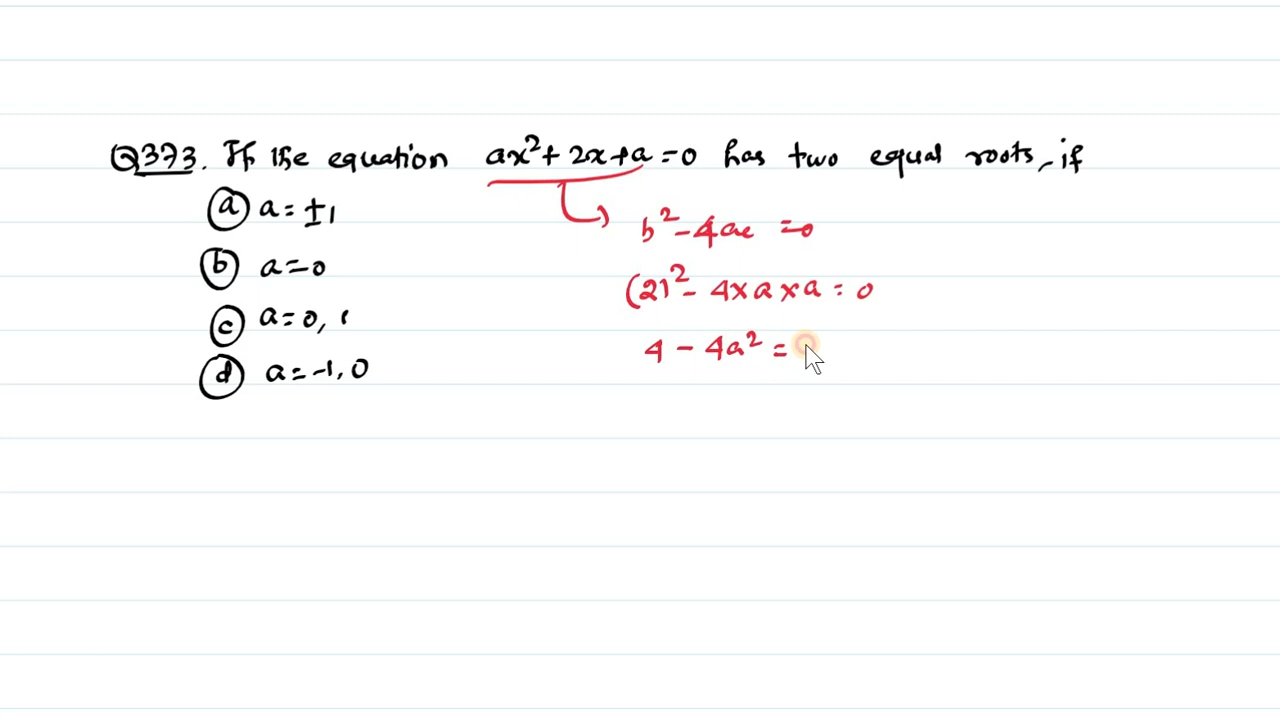 Q373. If the equation ax²+2x+a=0 has two equal roots, if
(a) a=±1
(b) a=0
(c) a=0, 1
(d) a=-1, 0
b²-4ac=0
(2)²-4×a×a=0
4-4a²=0